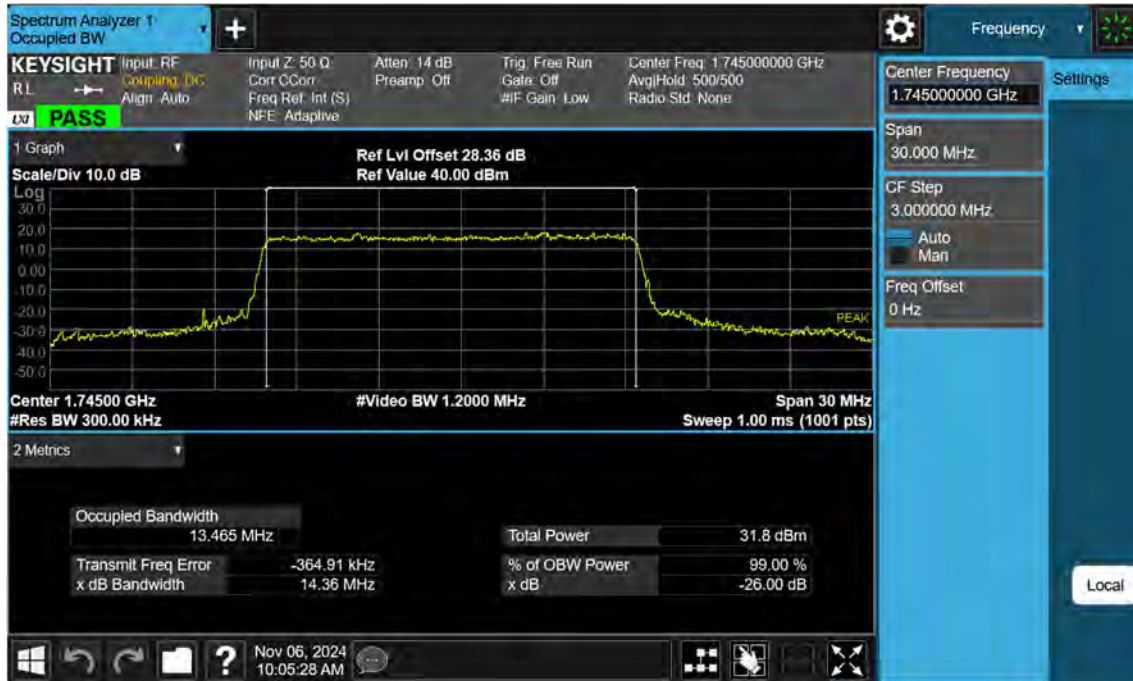 Spectrum Analyzer 1
Occupied BW
+
Frequency
KEYSIGHT
RL
LXI PASS
Input: RF
Coupling: DC
Align: Auto
Input Z: 50 Ω
Corr CCorr
Freq Ref: Int (S)
NFE: Adaptive
Atten: 14 dB
Preamp: Off
Trig: Free Run
Gate: Off
#IF Gain: Low
Center Freq: 1.745000000 GHz
Avg|Hold: 500/500
Radio Std: None
Center Frequency
1.745000000 GHz
Settings
Span
30.000 MHz
CF Step
3.000000 MHz
Auto
Man
Freq Offset
0 Hz
1 Graph
Scale/Div 10.0 dB
Ref Lvl Offset 28.36 dB
Ref Value 40.00 dBm
Log
30.0
20.0
10.0
0.00
-10.0
-20.0
-30.0
-40.0
-50.0
PEAK
Center 1.74500 GHz
#Video BW 1.2000 MHz
Span 30 MHz
#Res BW 300.00 kHz
Sweep 1.00 ms (1001 pts)
2 Metrics
Occupied Bandwidth
13.465 MHz
Total Power 31.8 dBm
Transmit Freq Error -364.91 kHz
% of OBW Power 99.00 %
x dB Bandwidth 14.36 MHz
x dB -26.00 dB
Local
?
Nov 06, 2024
10:05:28 AM